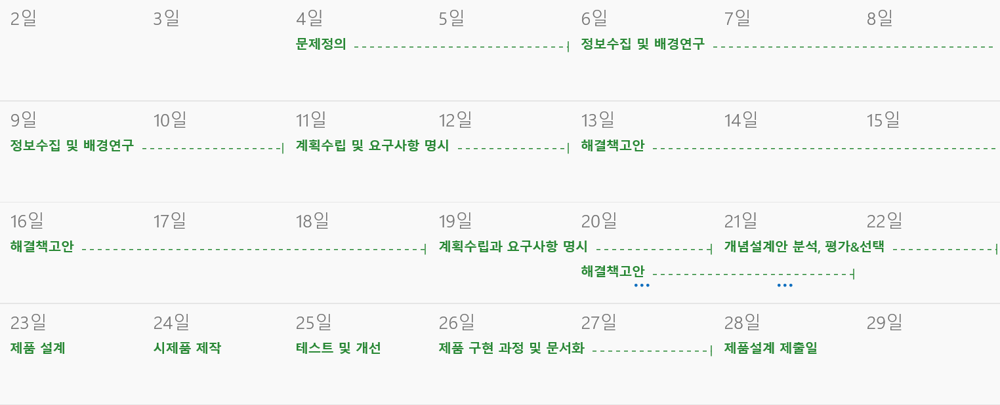 2일 3일 4일 5일 6일 7일 8일
문제정의 정보수집 및 배경연구
9일 10일 11일 12일 13일 14일 15일
정보수집 및 배경연구 계획수립 및 요구사항 명시 해결책고안
16일 17일 18일 19일 20일 21일 22일
해결책고안 계획수립과 요구사항 명시 개념설계안 분석, 평가&선택
해결책고안
23일 24일 25일 26일 27일 28일 29일
제품 설계 시제품 제작 테스트 및 개선 제품 구현 과정 및 문서화 제품설계 제출일